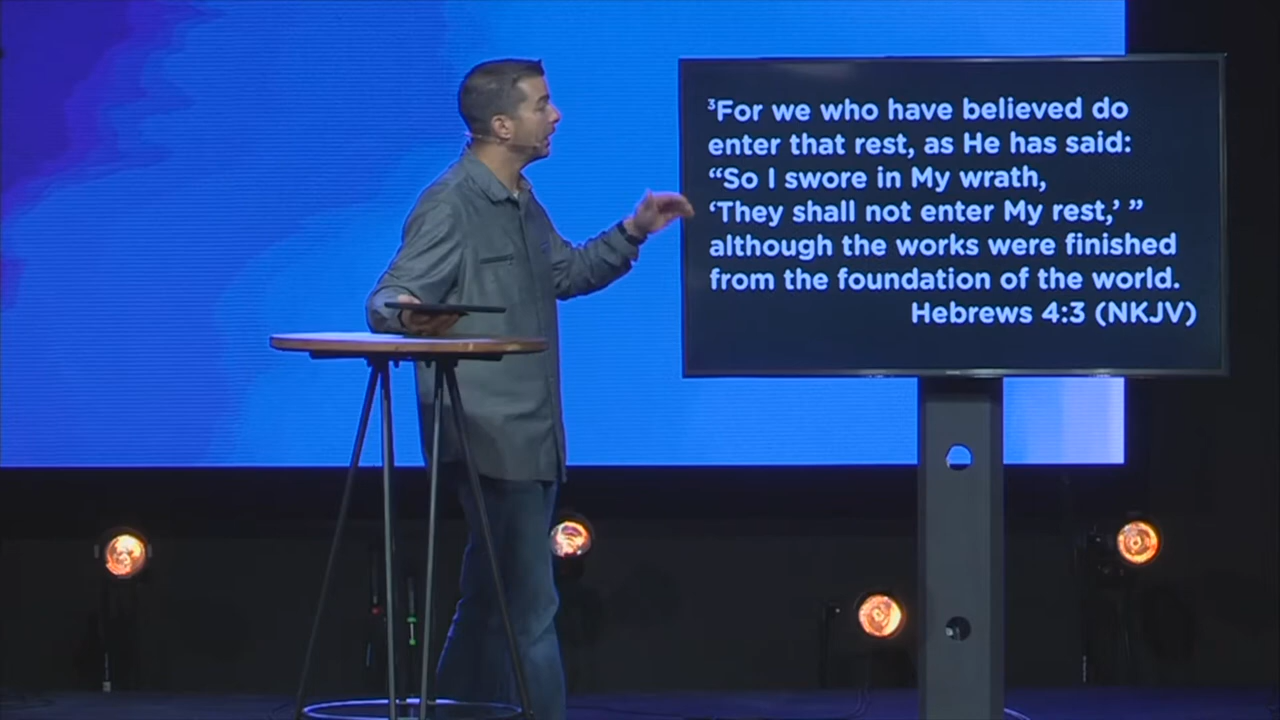 ³For we who have believed do
enter that rest, as He has said:
“So I swore in My wrath,
‘They shall not enter My rest,’ ”
although the works were finished
from the foundation of the world.
Hebrews 4:3 (NKJV)